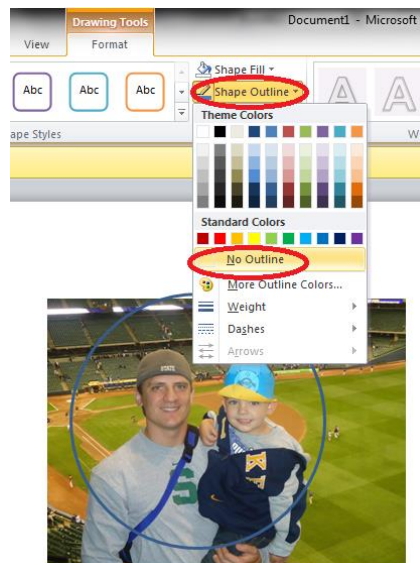 Drawing Tools
Document1 - Microsoft
View
Format
Abc
Abc
Abc
Shape Fill
Shape Outline
A
A
ape Styles
W
Theme Colors
Standard Colors
No Outline
More Outline Colors...
Weight
Dashes
Arrows
STATE
S